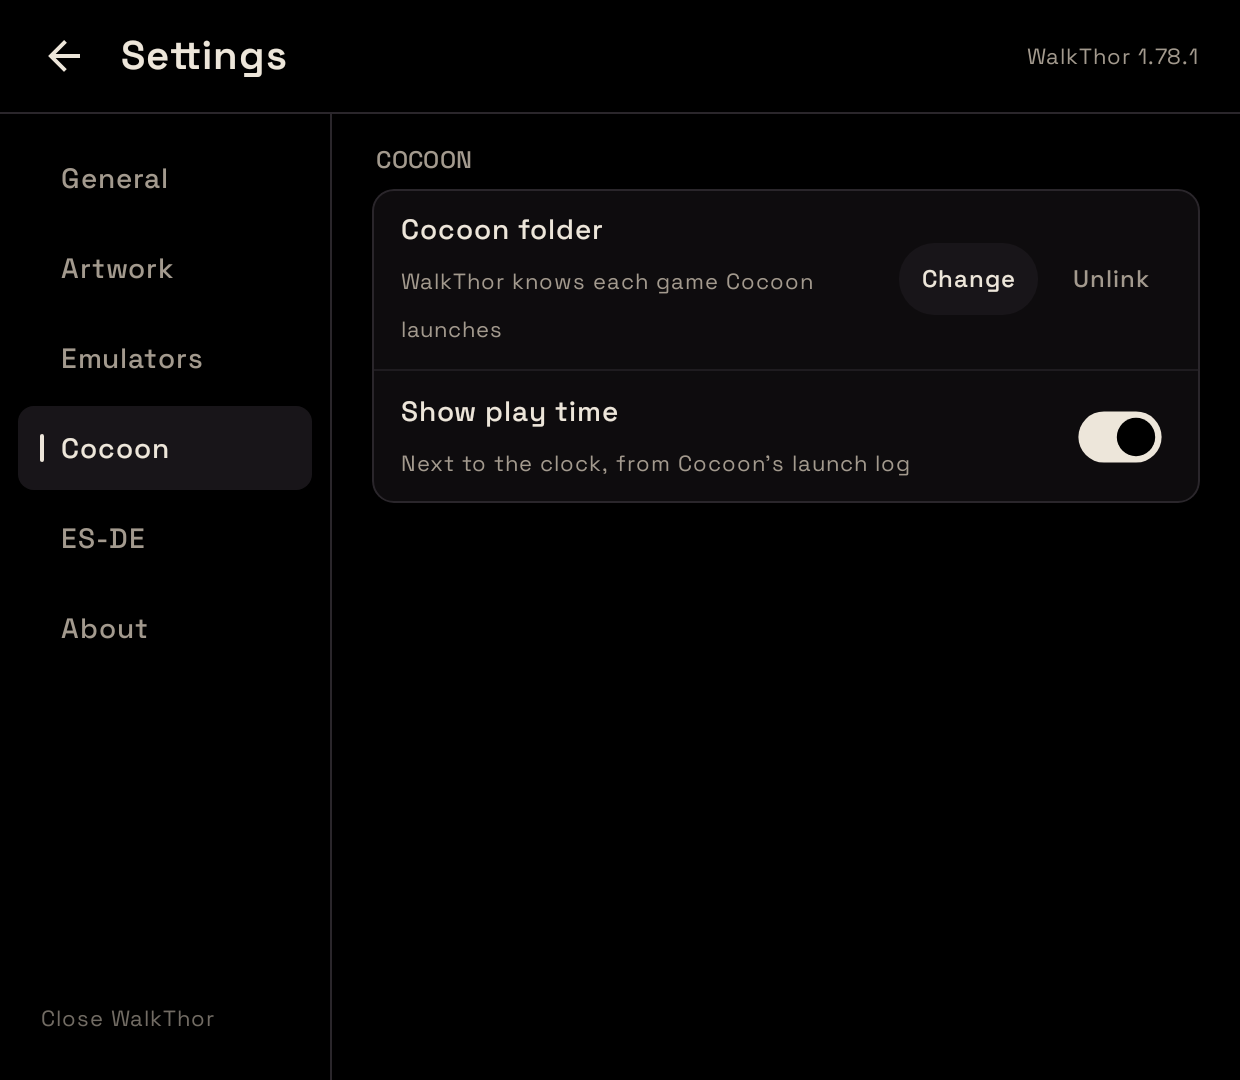 Settings
WalkThor 1.78.1
General
Artwork
Emulators
Cocoon
ES-DE
About
Close WalkThor
COCOON
Cocoon folder
WalkThor knows each game Cocoon
launches
Change
Unlink
Show play time
Next to the clock, from Cocoon’s launch log